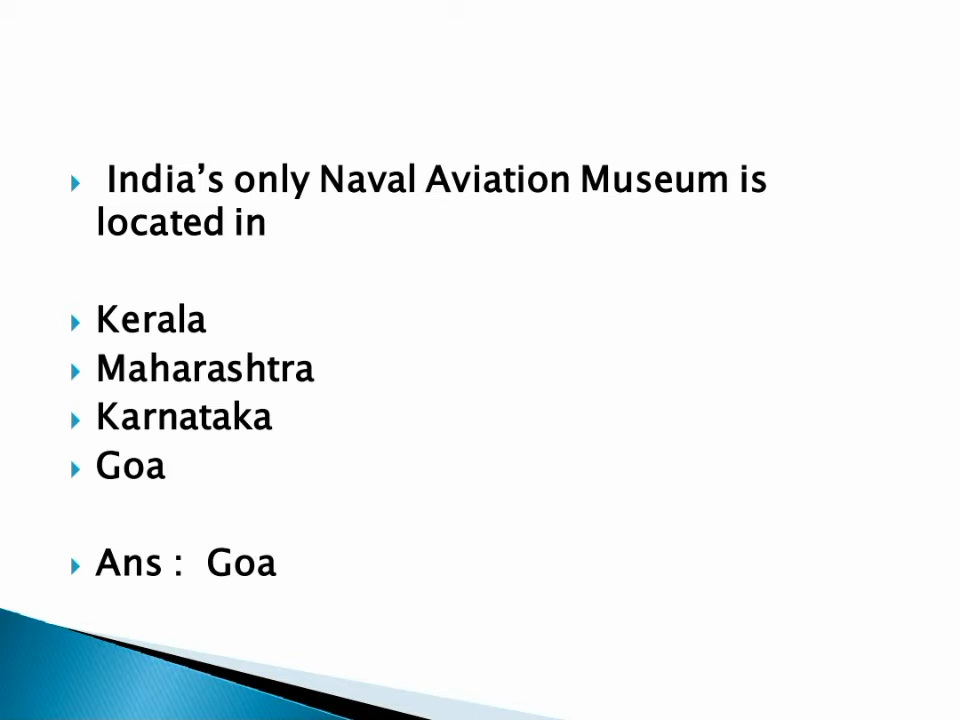 India’s only Naval Aviation Museum is
located in
Kerala
Maharashtra
Karnataka
Goa
Ans :  Goa